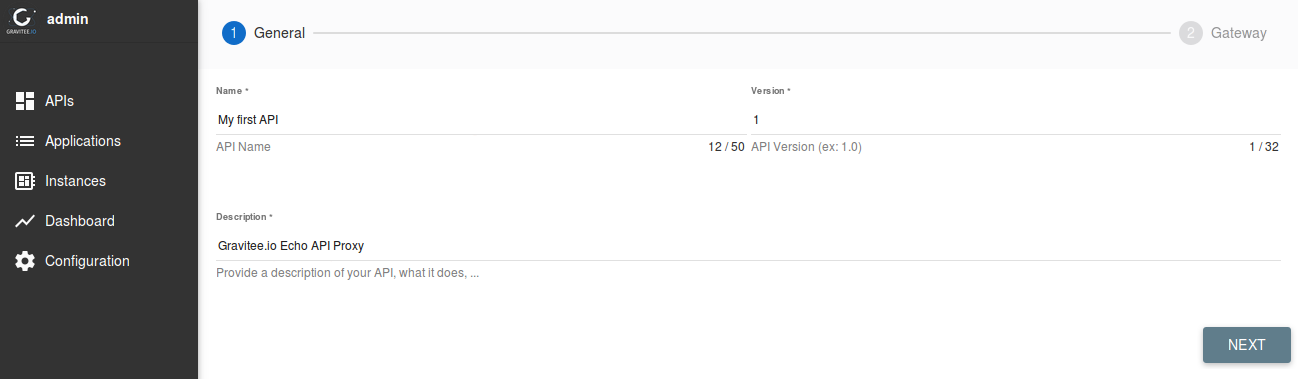 GRAVITEE.IO
admin
APIs
Applications
Instances
Dashboard
Configuration
1 General
2 Gateway
Name * Version *
My first API 1
API Name 12 / 50 API Version (ex: 1.0) 1 / 32
Description *
Gravitee.io Echo API Proxy
Provide a description of your API, what it does, ...
NEXT